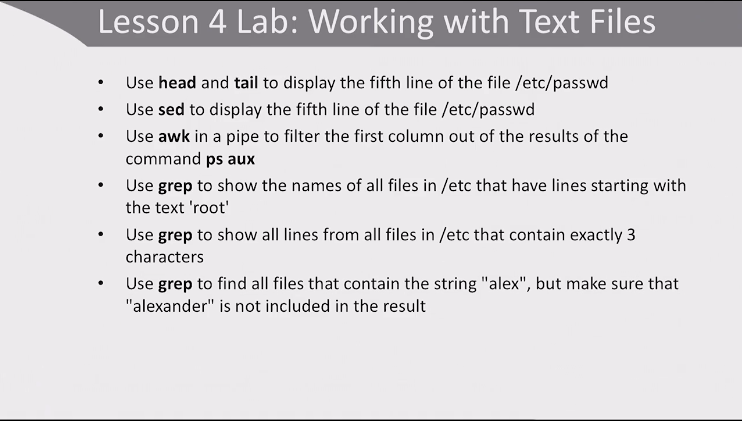 Lesson 4 Lab: Working with Text Files
• Use head and tail to display the fifth line of the file /etc/passwd
• Use sed to display the fifth line of the file /etc/passwd
• Use awk in a pipe to filter the first column out of the results of the
command ps aux
• Use grep to show the names of all files in /etc that have lines starting with
the text 'root'
• Use grep to show all lines from all files in /etc that contain exactly 3
characters
• Use grep to find all files that contain the string "alex", but make sure that
"alexander" is not included in the result